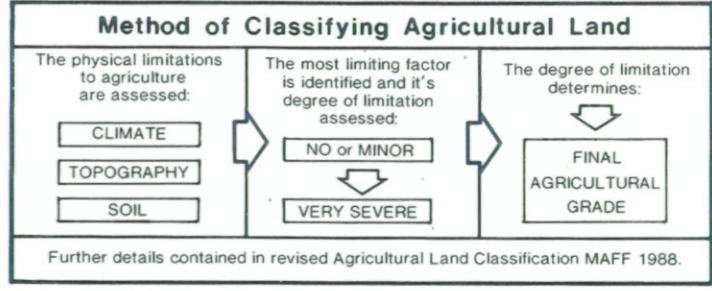 Method of Classifying Agricultural Land
The physical limitations
to agriculture
are assessed:
CLIMATE
TOPOGRAPHY
SOIL
The most limiting factor
is identified and it's
degree of limitation
assessed:
NO or MINOR
VERY SEVERE
The degree of limitation
determines:
FINAL
AGRICULTURAL
GRADE
Further details contained in revised Agricultural Land Classification MAFF 1988.